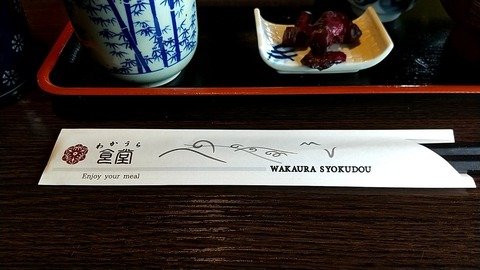 わかうら
食堂
Enjoy your meal
WAKAURA SYOKUDOU